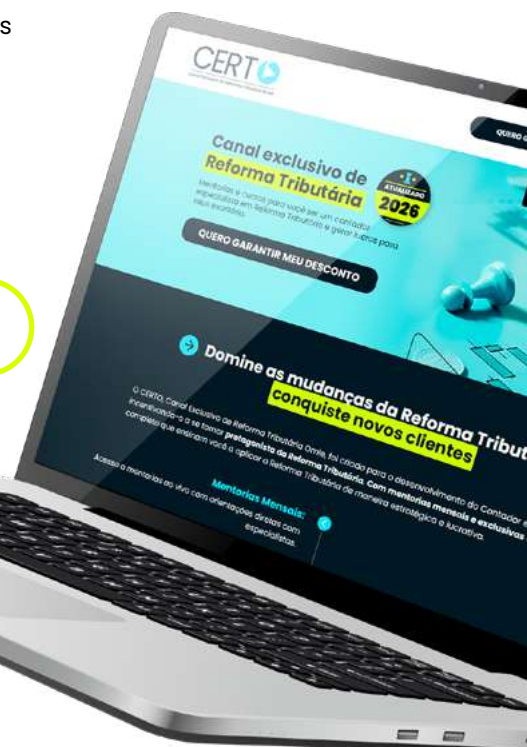 s
CERTO
QUERO G
Canal exclusivo de
Reforma Tributária
ATUALIZADO
2026
Mentorias e cursos para você ser um contador
especialista em Reforma Tributária e gerar lucros para
seu escritório.
QUERO GARANTIR MEU DESCONTO
Domine as mudanças da Reforma Tribut
conquiste novos clientes
O CERTO, Canal Exclusivo de Reforma Tributária Omie, foi criado para o desenvolvimento do Contador,
incentivando-o a se tornar protagonista da Reforma Tributária. Com mentorias mensais e exclusivas
completo que ensinam você a aplicar a Reforma Tributária de maneira estratégica e lucrativa.
Mentorias Mensais:
Acesso a mentorias ao vivo com orientações diretas com
especialistas.